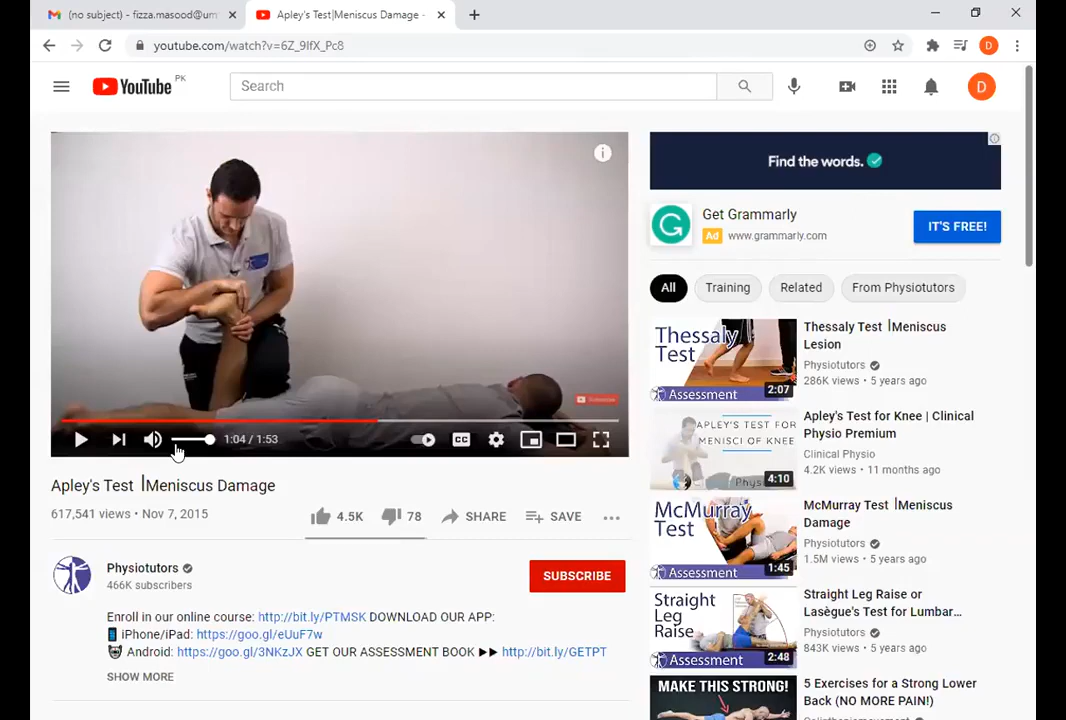 (no subject) - fizza.masood@um
Apley's Test|Meniscus Damage -
youtube.com/watch?v=6Z_9IfX_Pc8
D
YouTube PK
Search
D
Find the words.
Get Grammarly
Ad www.grammarly.com
IT'S FREE!
All
Training
Related
From Physiotutors
1:04 / 1:53
CC
Apley's Test |Meniscus Damage
617,541 views • Nov 7, 2015
4.5K
78
SHARE
SAVE
Physiotutors
466K subscribers
SUBSCRIBE
Enroll in our online course: http://bit.ly/PTMSK DOWNLOAD OUR APP:
iPhone/iPad: https://goo.gl/eUuF7w
Android: https://goo.gl/3NKzJX GET OUR ASSESSMENT BOOK ▶▶ http://bit.ly/GETPT
SHOW MORE
Thessaly
Test
Assessment
2:07
Thessaly Test |Meniscus
Lesion
Physiotutors
286K views • 5 years ago
APLEY'S TEST FOR
MENISCI OF KNEE
4:10
Apley's Test for Knee | Clinical
Physio Premium
Clinical Physio
4.2K views • 11 months ago
McMurray
Test
Assessment
1:45
McMurray Test |Meniscus
Damage
Physiotutors
1.5M views • 5 years ago
Straight
Leg
Raise
Assessment
2:48
Straight Leg Raise or
Lasègue's Test for Lumbar...
Physiotutors
843K views • 5 years ago
MAKE THIS STRONG!
5 Exercises for a Strong Lower
Back (NO MORE PAIN!)